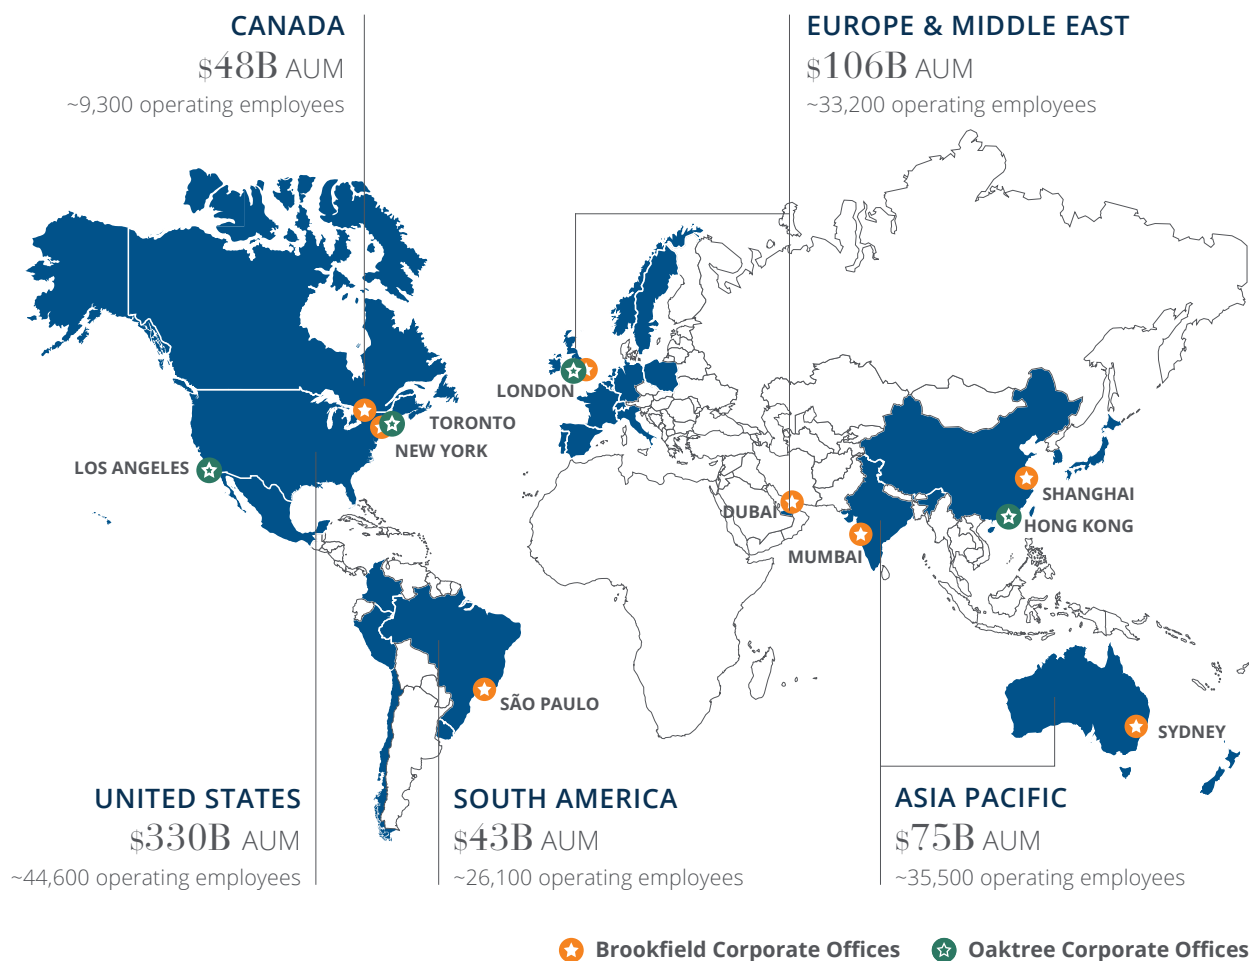 CANADA
$48B AUM
~9,300 operating employees
EUROPE & MIDDLE EAST
$106B AUM
~33,200 operating employees
LONDON
TORONTO
NEW YORK
LOS ANGELES
SHANGHAI
DUBAI
HONG KONG
MUMBAI
SÃO PAULO
SYDNEY
UNITED STATES
$330B AUM
~44,600 operating employees
SOUTH AMERICA
$43B AUM
~26,100 operating employees
ASIA PACIFIC
$75B AUM
~35,500 operating employees
Brookfield Corporate Offices
Oaktree Corporate Offices